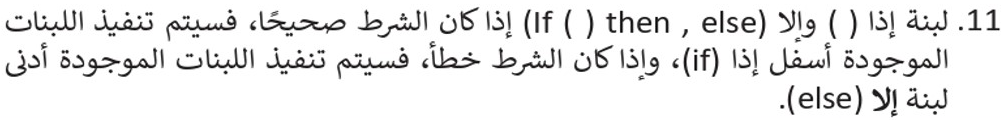 11. لبنة إذا ( ) وإلا (If ( ) then , else) إذا كان الشرط صحيحًا، فسيتم تنفيذ اللبنات
الموجودة أسفل إذا (if)، وإذا كان الشرط خطأ، فسيتم تنفيذ اللبنات الموجودة أدنى
لبنة إلا (else).